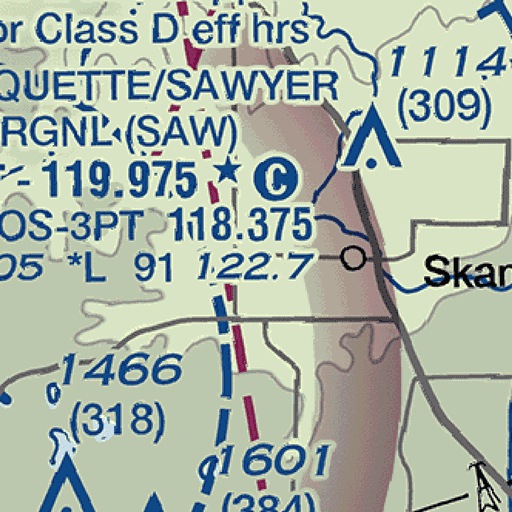 or Class D eff hrs
QUETTE/SAWYER
RGNL (SAW)
- 119.975 ★ C
OS-3PT 118.375
05 *L 91 122.7
1114
(309)
Skan
1466
(318)
1601
(384)